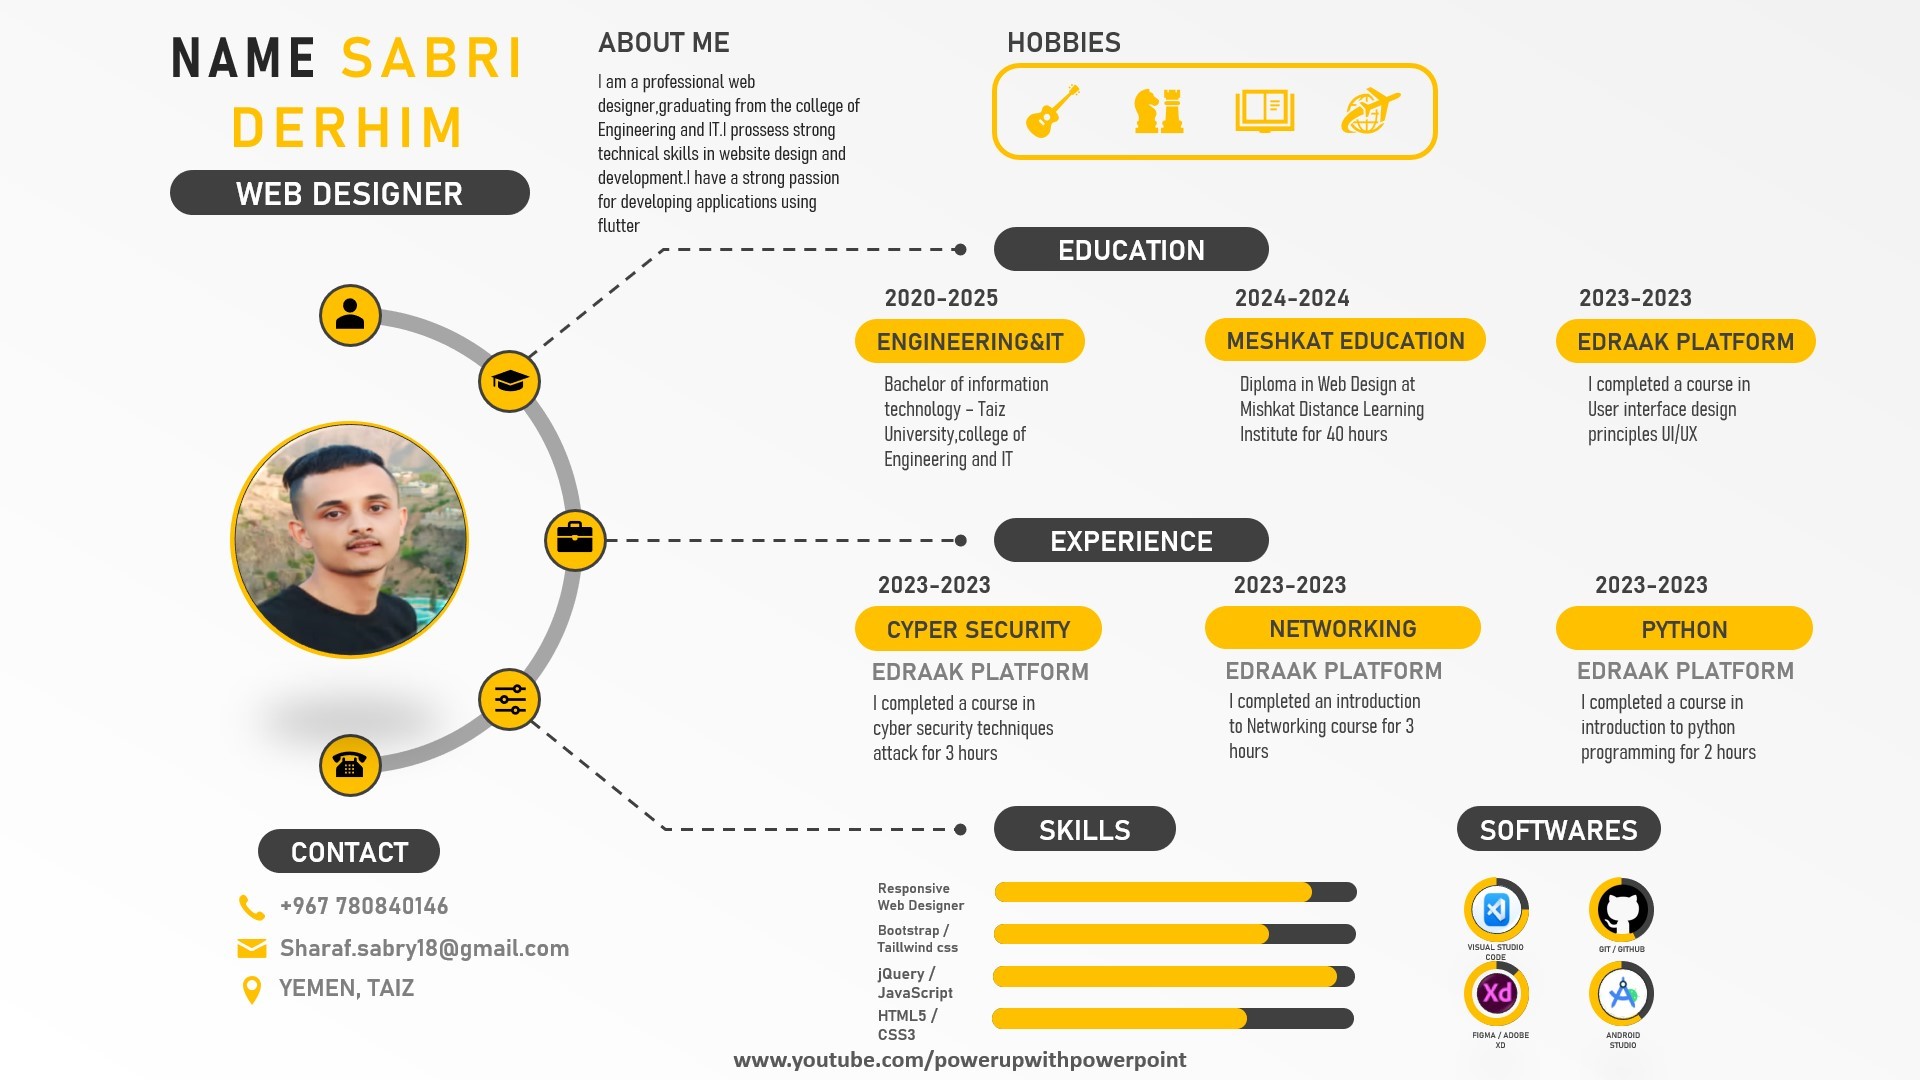 NAME SABRI
DERHIM
WEB DESIGNER
ABOUT ME
I am a professional web
designer,graduating from the college of
Engineering and IT.I prossess strong
technical skills in website design and
development.I have a strong passion
for developing applications using
flutter
HOBBIES
EDUCATION
2020-2025
ENGINEERING&IT
Bachelor of information
technology – Taiz
University,college of
Engineering and IT
2024-2024
MESHKAT EDUCATION
Diploma in Web Design at
Mishkat Distance Learning
Institute for 40 hours
2023-2023
EDRAAK PLATFORM
I completed a course in
User interface design
principles UI/UX
EXPERIENCE
2023-2023
CYPER SECURITY
EDRAAK PLATFORM
I completed a course in
cyber security techniques
attack for 3 hours
2023-2023
NETWORKING
EDRAAK PLATFORM
I completed an introduction
to Networking course for 3
hours
2023-2023
PYTHON
EDRAAK PLATFORM
I completed a course in
introduction to python
programming for 2 hours
CONTACT
+967 780840146
Sharaf.sabry18@gmail.com
YEMEN, TAIZ
SKILLS
Responsive
Web Designer
Bootstrap /
Taillwind css
jQuery /
JavaScript
HTML5 /
CSS3
SOFTWARES
VISUAL STUDIO
CODE
GIT / GITHUB
Xd
FIGMA / ADOBE
XD
ANDROID
STUDIO
www.youtube.com/powerupwithpowerpoint